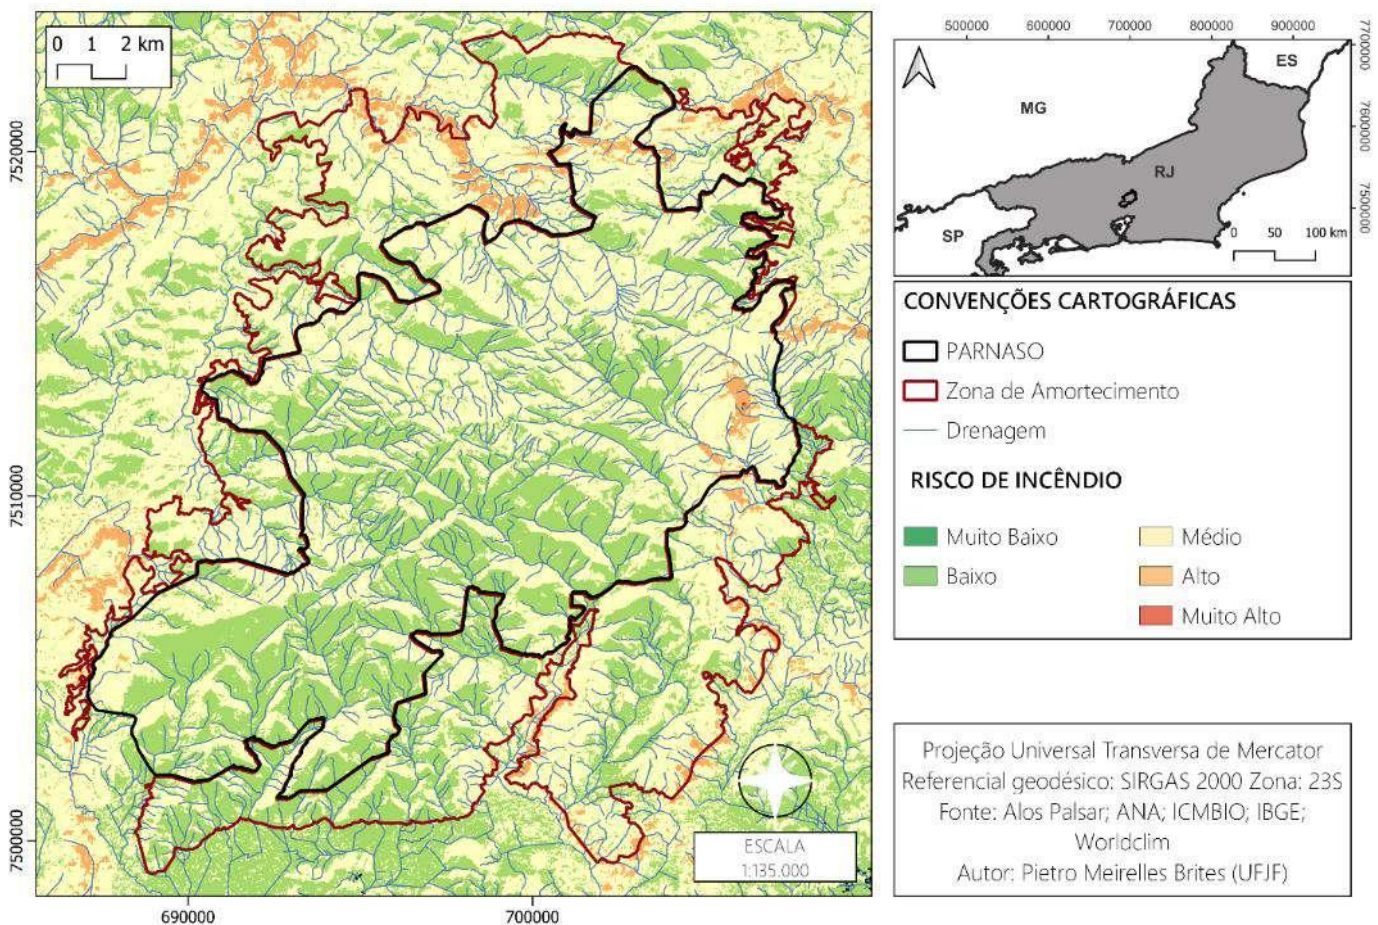 0 1 2 km
7520000
7510000
7500000
690000
700000
ESCALA
1:135.000
500000 600000 700000 800000 900000
7700000
7600000
7500000
ES
MG
RJ
SP
0 50 100 km
CONVENÇÕES CARTOGRÁFICAS
PARNASO
Zona de Amortecimento
Drenagem
RISCO DE INCÊNDIO
Muito Baixo
Médio
Baixo
Alto
Muito Alto
Projeção Universal Transversa de Mercator
Referencial geodésico: SIRGAS 2000 Zona: 23S
Fonte: Alos Palsar; ANA; ICMBIO; IBGE;
Worldclim
Autor: Pietro Meirelles Brites (UFJF)